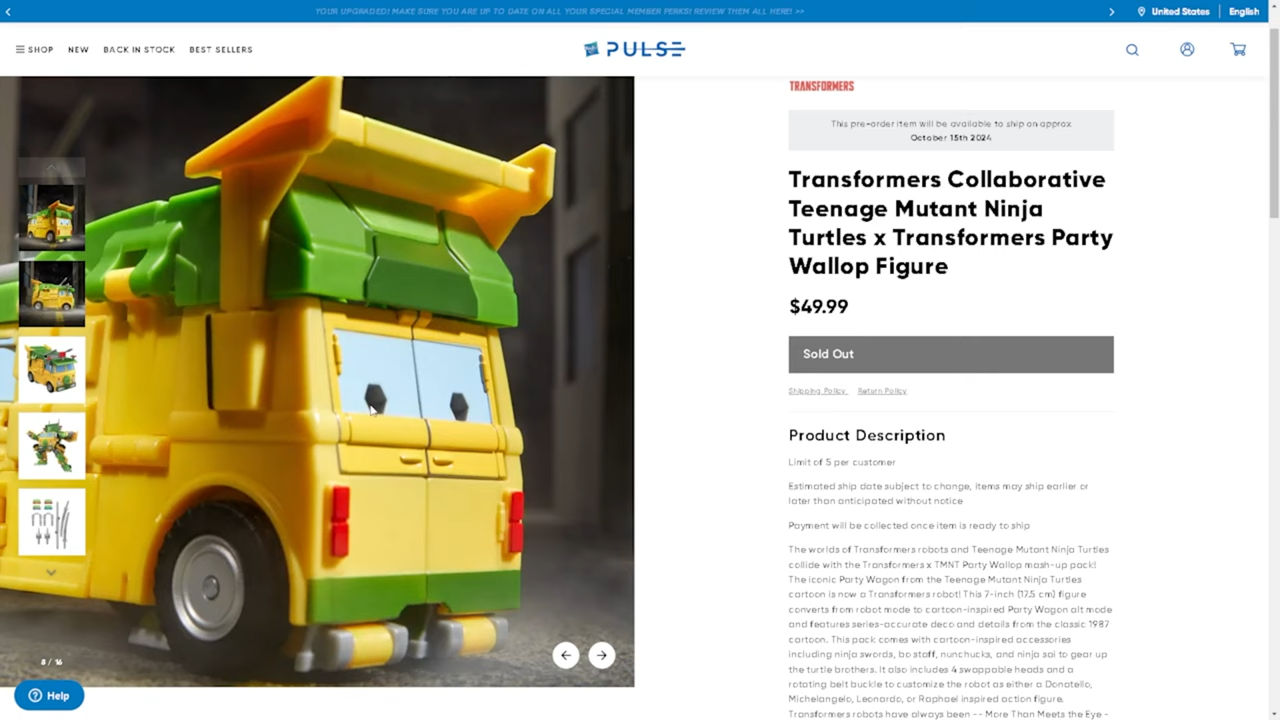 YOUR UPGRADED! MAKE SURE YOU ARE UP TO DATE ON ALL YOUR SPECIAL MEMBER PERKS! REVIEW THEM ALL HERE! >>
United States
English
SHOP
NEW
BACK IN STOCK
BEST SELLERS
PULSE
TRANSFORMERS
This pre-order item will be available to ship on approx
October 15th 2024
Transformers Collaborative
Teenage Mutant Ninja
Turtles x Transformers Party
Wallop Figure
$49.99
Sold Out
Shipping Policy
Return Policy
Product Description
Limit of 5 per customer
Estimated ship date subject to change, items may ship earlier or
later than anticipated without notice
Payment will be collected once item is ready to ship
The worlds of Transformers robots and Teenage Mutant Ninja Turtles
collide with the Transformers x TMNT Party Wallop mash-up pack!
The iconic Party Wagon from the Teenage Mutant Ninja Turtles
cartoon is now a Transformers robot! This 7-inch (17.5 cm) figure
converts from robot mode to cartoon-inspired Party Wagon alt mode
and features series-accurate deco and details from the classic 1987
cartoon. This pack comes with cartoon-inspired accessories
including ninja swords, bo staff, nunchucks, and ninja sai to gear up
the turtle brothers. It also includes 4 swappable heads and a
rotating belt buckle to customize the robot as either a Donatello,
Michelangelo, Leonardo, or Raphael inspired action figure.
Transformers robots have always been -- More Than Meets the Eye -
8 / 16
Help